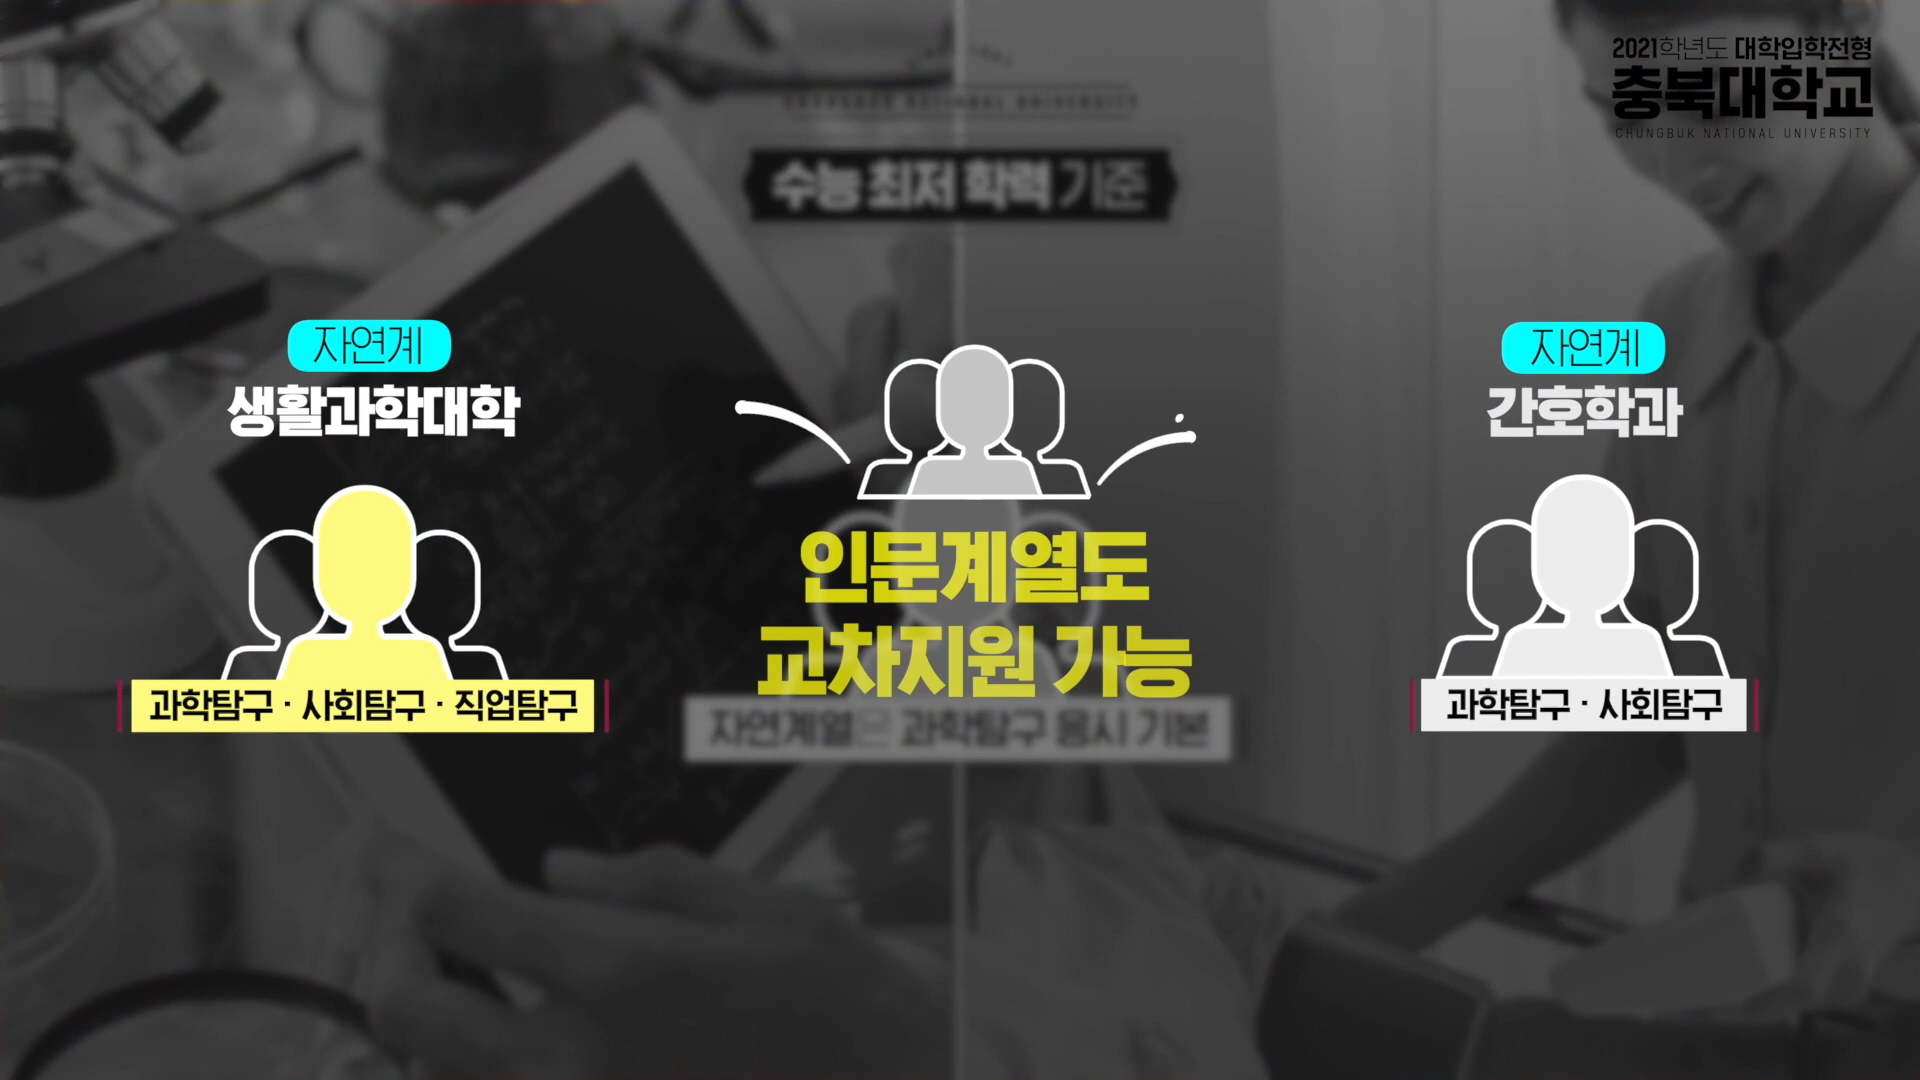 2021학년도 대학입학전형
충북대학교
CHUNGBUK NATIONAL UNIVERSITY
CHUNGBUK NATIONAL UNIVERSITY
수능 최저 학력 기준
자연계
생활과학대학
과학탐구 · 사회탐구 · 직업탐구
인문계열도
교차지원 가능
자연계열은 과학탐구 응시 기본
자연계
간호학과
과학탐구 · 사회탐구